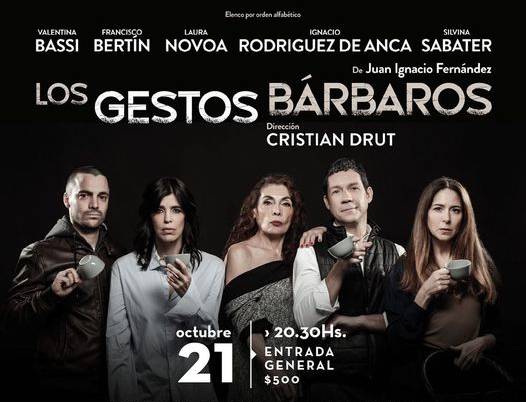 Elenco por orden alfabético
VALENTINA FRANCISCO LAURA IGNACIO SILVINA
BASSI BERTÍN NOVOA RODRIGUEZ DE ANCA SABATER
De Juan Ignacio Fernández
LOS GESTOS BÁRBAROS
Dirección
CRISTIAN DRUT
octubre
21
› 20.30Hs.
ENTRADA
GENERAL
$500